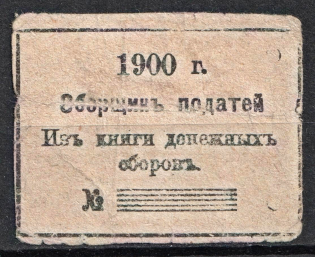 1900 г.
Сборщикъ податей
Изъ книги денежныхъ
сборовъ.
№